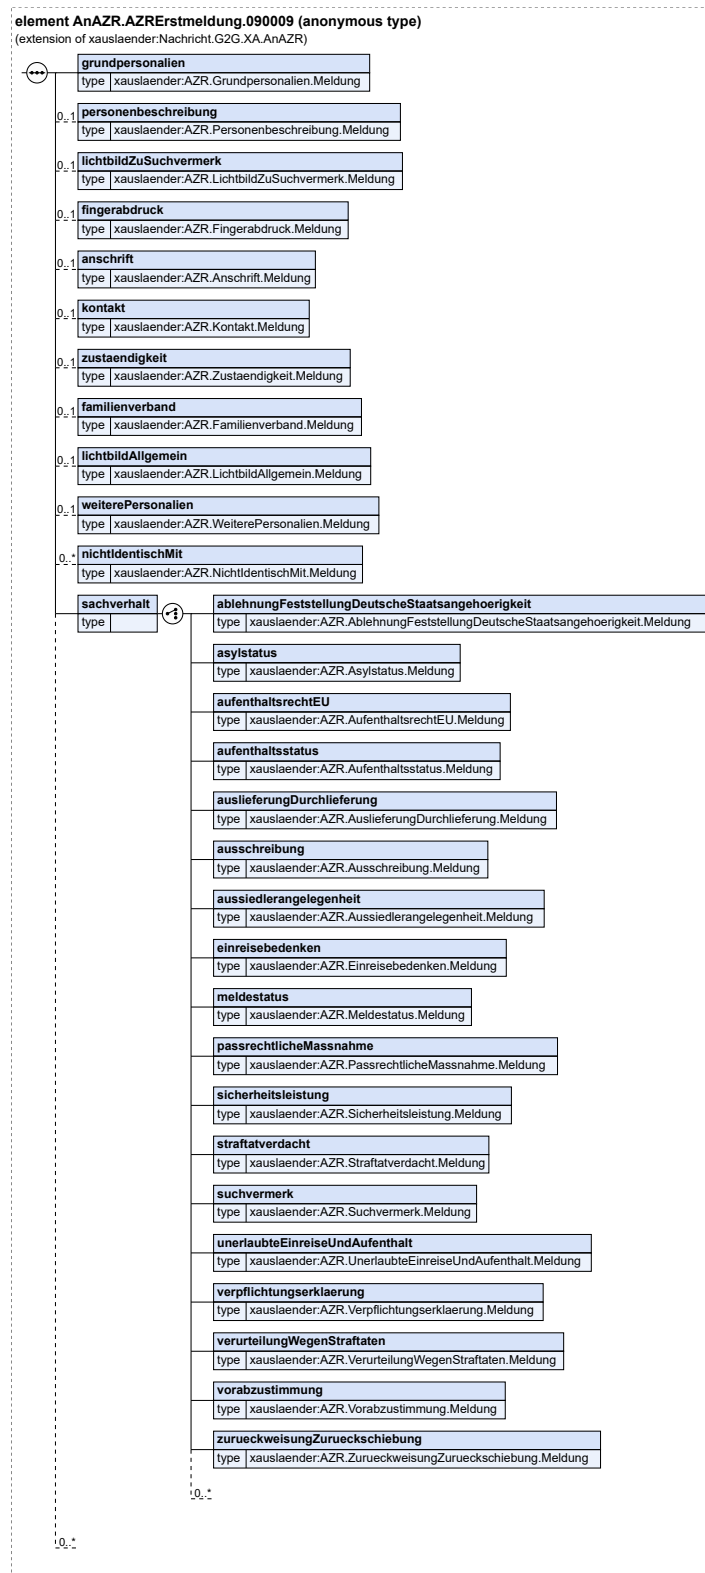 element AnAZR.AZRErstmeldung.090009 (anonymous type)
(extension of xauslaender:Nachricht.G2G.XA.AnAZR)
grundpersonalien
type xauslaender:AZR.Grundpersonalien.Meldung
0..1 personenbeschreibung
type xauslaender:AZR.Personenbeschreibung.Meldung
0..1 lichtbildZuSuchvermerk
type xauslaender:AZR.LichtbildZuSuchvermerk.Meldung
0..1 fingerabdruck
type xauslaender:AZR.Fingerabdruck.Meldung
0..1 anschrift
type xauslaender:AZR.Anschrift.Meldung
0..1 kontakt
type xauslaender:AZR.Kontakt.Meldung
0..1 zustaendigkeit
type xauslaender:AZR.Zustaendigkeit.Meldung
0..1 familienverband
type xauslaender:AZR.Familienverband.Meldung
0..1 lichtbildAllgemein
type xauslaender:AZR.LichtbildAllgemein.Meldung
0..1 weiterePersonalien
type xauslaender:AZR.WeiterePersonalien.Meldung
0..* nichtIdentischMit
type xauslaender:AZR.NichtIdentischMit.Meldung
sachverhalt
type
ablehnungFeststellungDeutscheStaatsangehoerigkeit
type xauslaender:AZR.AblehnungFeststellungDeutscheStaatsangehoerigkeit.Meldung
asylstatus
type xauslaender:AZR.Asylstatus.Meldung
aufenthaltsrechtEU
type xauslaender:AZR.AufenthaltsrechtEU.Meldung
aufenthaltsstatus
type xauslaender:AZR.Aufenthaltsstatus.Meldung
auslieferungDurchlieferung
type xauslaender:AZR.AuslieferungDurchlieferung.Meldung
ausschreibung
type xauslaender:AZR.Ausschreibung.Meldung
aussiedlerangelegenheit
type xauslaender:AZR.Aussiedlerangelegenheit.Meldung
einreisebedenken
type xauslaender:AZR.Einreisebedenken.Meldung
meldestatus
type xauslaender:AZR.Meldestatus.Meldung
passrechtlicheMassnahme
type xauslaender:AZR.PassrechtlicheMassnahme.Meldung
sicherheitsleistung
type xauslaender:AZR.Sicherheitsleistung.Meldung
straftatverdacht
type xauslaender:AZR.Straftatverdacht.Meldung
suchvermerk
type xauslaender:AZR.Suchvermerk.Meldung
unerlaubteEinreiseUndAufenthalt
type xauslaender:AZR.UnerlaubteEinreiseUndAufenthalt.Meldung
verpflichtungserklaerung
type xauslaender:AZR.Verpflichtungserklaerung.Meldung
verurteilungWegenStraftaten
type xauslaender:AZR.VerurteilungWegenStraftaten.Meldung
vorabzustimmung
type xauslaender:AZR.Vorabzustimmung.Meldung
zurueckweisungZurueckschiebung
type xauslaender:AZR.ZurueckweisungZurueckschiebung.Meldung
0..*
0..*